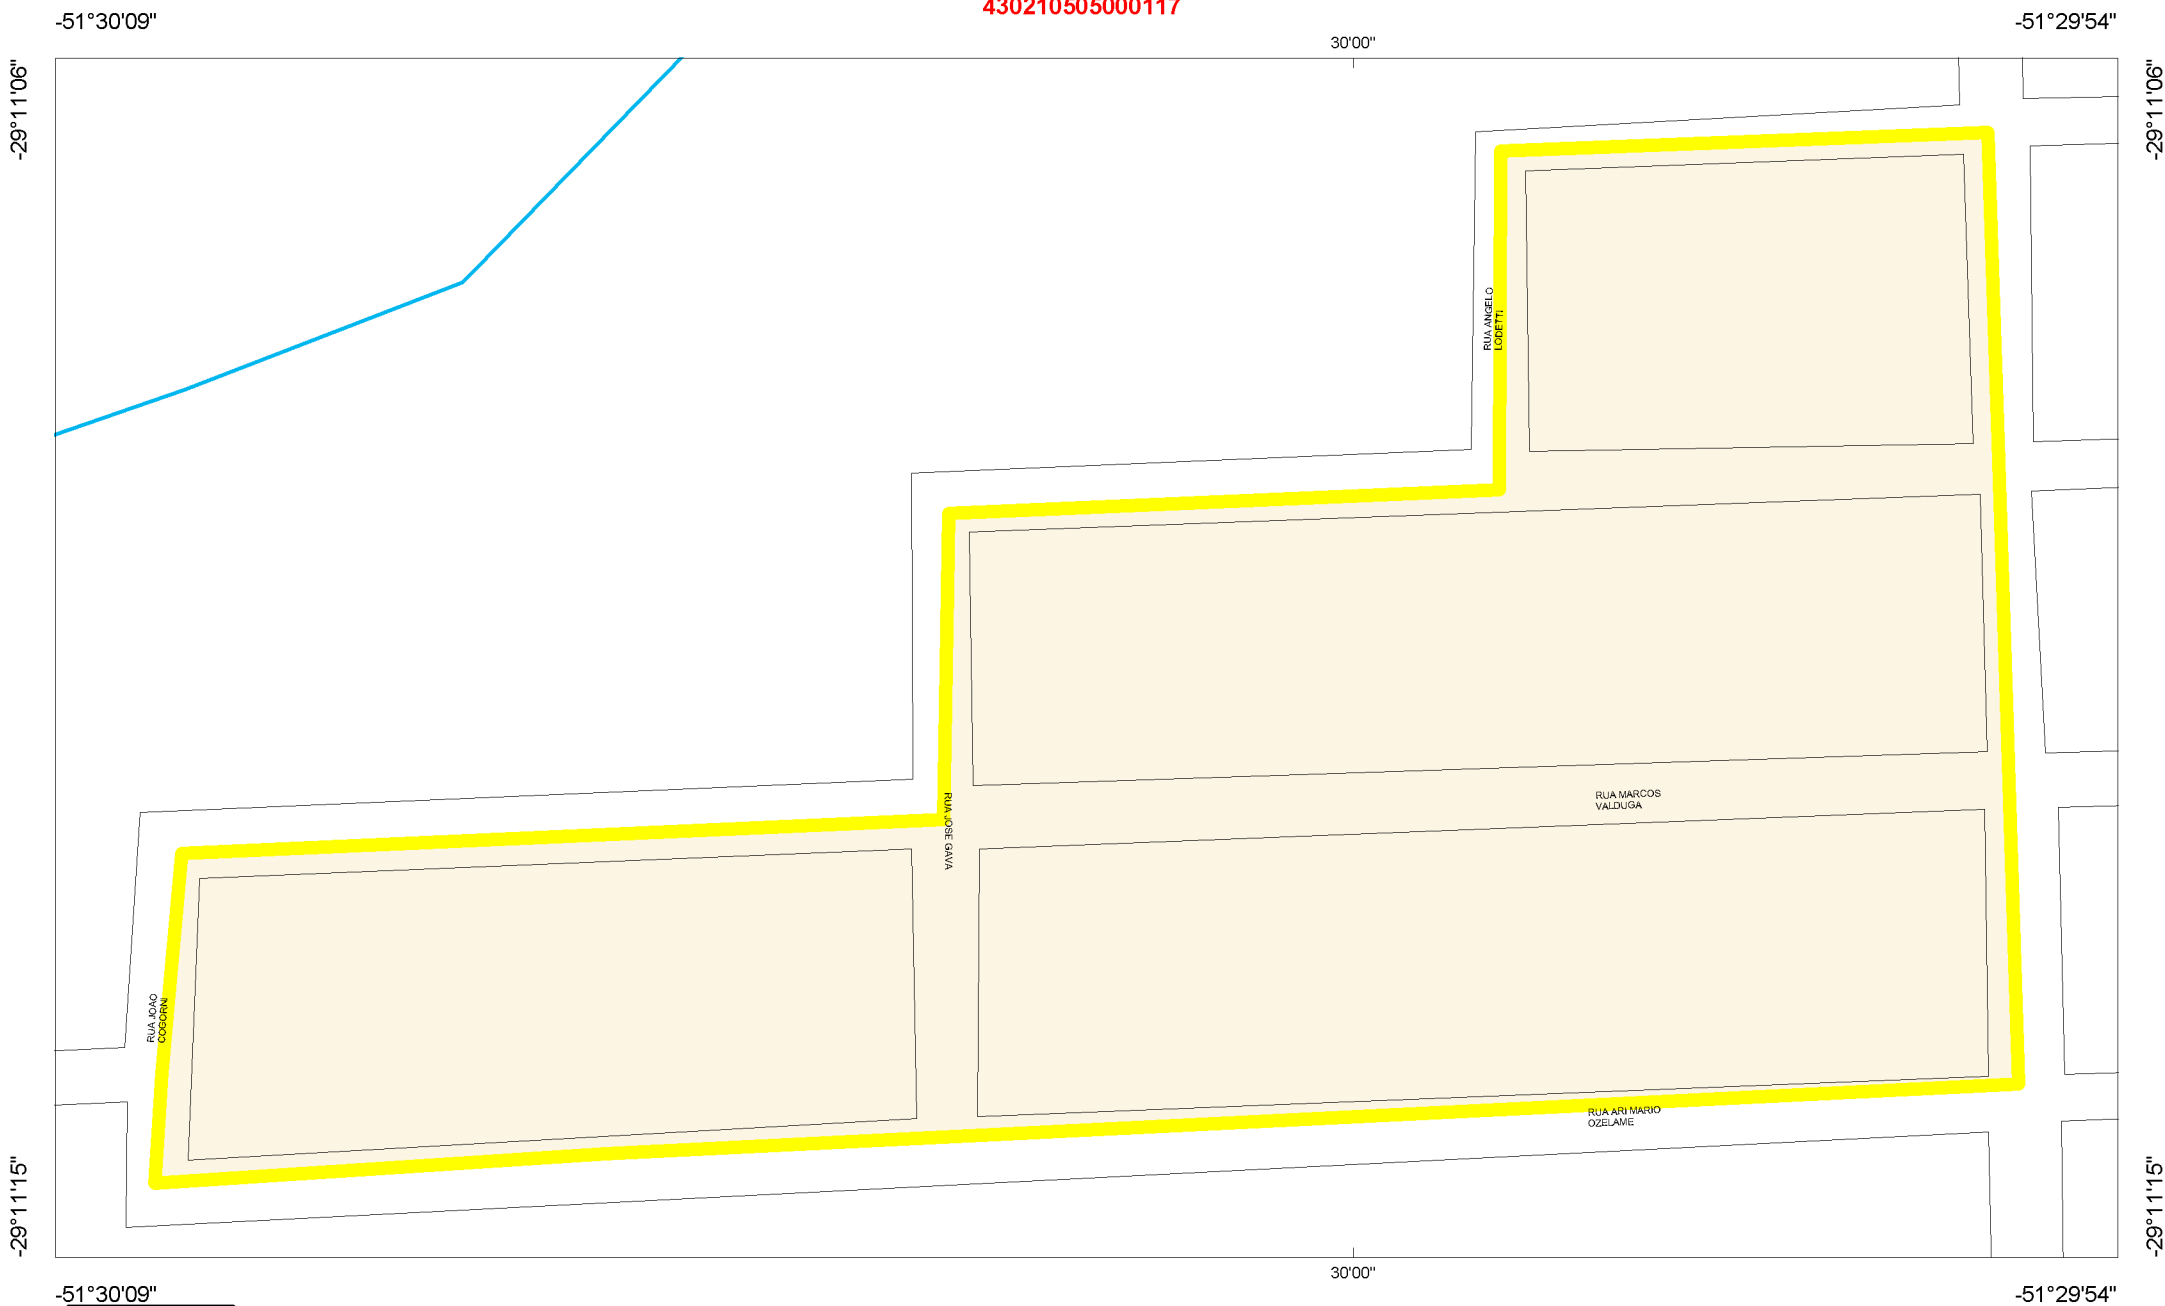 430210505000117
-51°30'09"
-51°29'54"
30'00"
-29°11'06"
-29°11'06"
RUA ANGELO
LODETTI
RUA MARCOS
VALDUGA
RUA JOSE GAVA
RUA JOAO
COGORNI
RUA ARI MARIO
OZELAME
-29°11'15"
-29°11'15"
30'00"
-51°30'09"
-51°29'54"